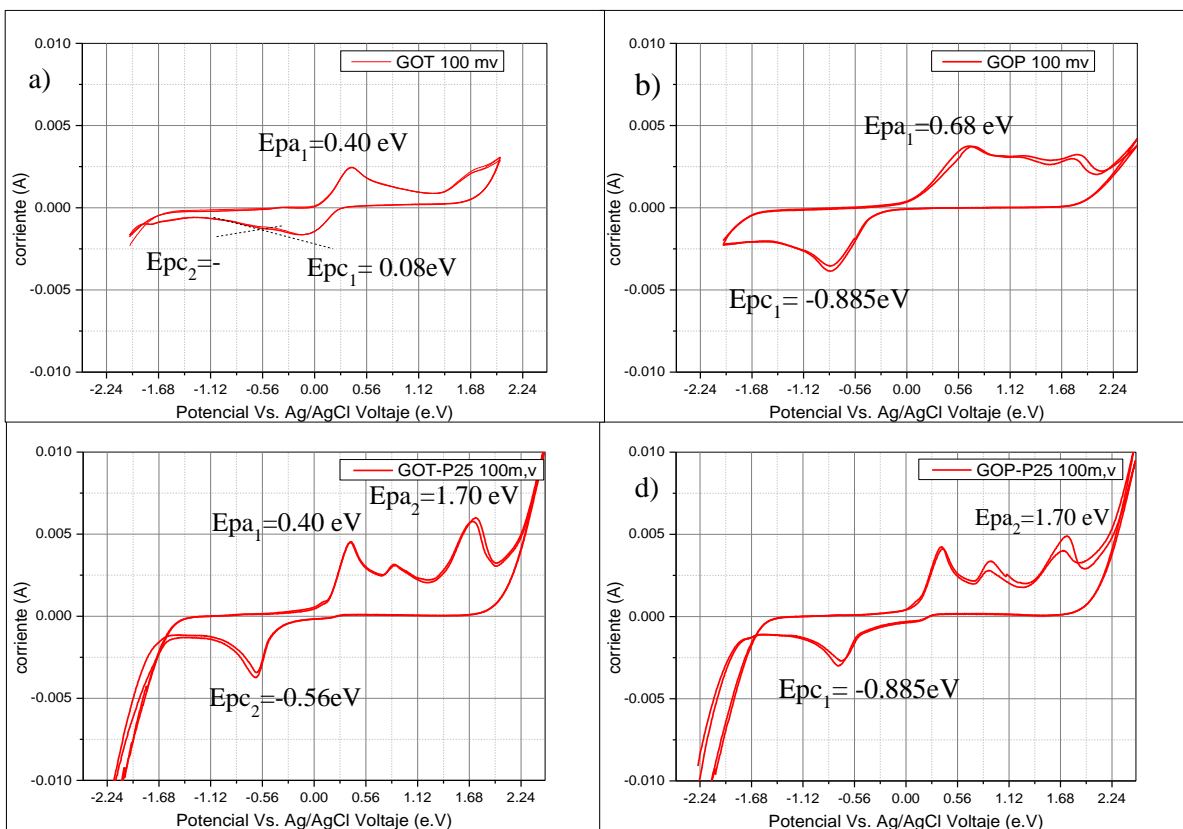 a)
GOT 100 mv
Epa1=0.40 eV
Epc2=-
Epc1= 0.08eV
0.010
0.005
0.000
-0.005
-0.010
corriente (A)
-2.24 -1.68 -1.12 -0.56 0.00 0.56 1.12 1.68 2.24
Potencial Vs. Ag/AgCl Voltaje (e.V)
b)
GOP 100 mv
Epa1=0.68 eV
Epc1= -0.885eV
0.010
0.005
0.000
-0.005
-0.010
corriente (A)
-2.24 -1.68 -1.12 -0.56 0.00 0.56 1.12 1.68 2.24
Potencial Vs. Ag/AgCl Voltaje (e.V)
GOT-P25 100m,v
Epa2=1.70 eV
Epa1=0.40 eV
Epc2=-0.56eV
0.010
0.005
0.000
-0.005
-0.010
corriente (A)
-2.24 -1.68 -1.12 -0.56 0.00 0.56 1.12 1.68 2.24
Potencial Vs. Ag/AgCl Voltaje (e.V)
d)
GOP-P25 100m,v
Epa2=1.70 eV
Epc1= -0.885eV
0.010
0.005
0.000
-0.005
-0.010
corriente (A)
-2.24 -1.68 -1.12 -0.56 0.00 0.56 1.12 1.68 2.24
Potencial Vs. Ag/AgCl Voltaje (e.V)